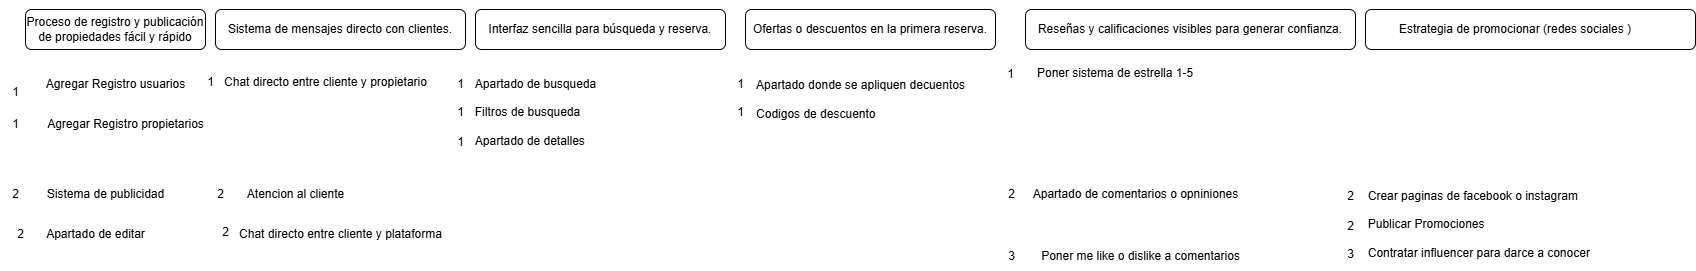 Proceso de registro y publicación
de propiedades fácil y rápido
Sistema de mensajes directo con clientes.
Interfaz sencilla para búsqueda y reserva.
Ofertas o descuentos en la primera reserva.
Reseñas y calificaciones visibles para generar confianza.
Estrategia de promocionar (redes sociales )
1 Agregar Registro usuarios
1 Agregar Registro propietarios
1 Chat directo entre cliente y propietario
1 Apartado de busqueda
1 Filtros de busqueda
1 Apartado de detalles
1 Apartado donde se apliquen decuentos
1 Codigos de descuento
1 Poner sistema de estrella 1-5
2 Sistema de publicidad
2 Apartado de editar
2 Atencion al cliente
2 Chat directo entre cliente y plataforma
2 Apartado de comentarios o opniniones
3 Poner me like o dislike a comentarios
2 Crear paginas de facebook o instagram
2 Publicar Promociones
3 Contratar influencer para darce a conocer